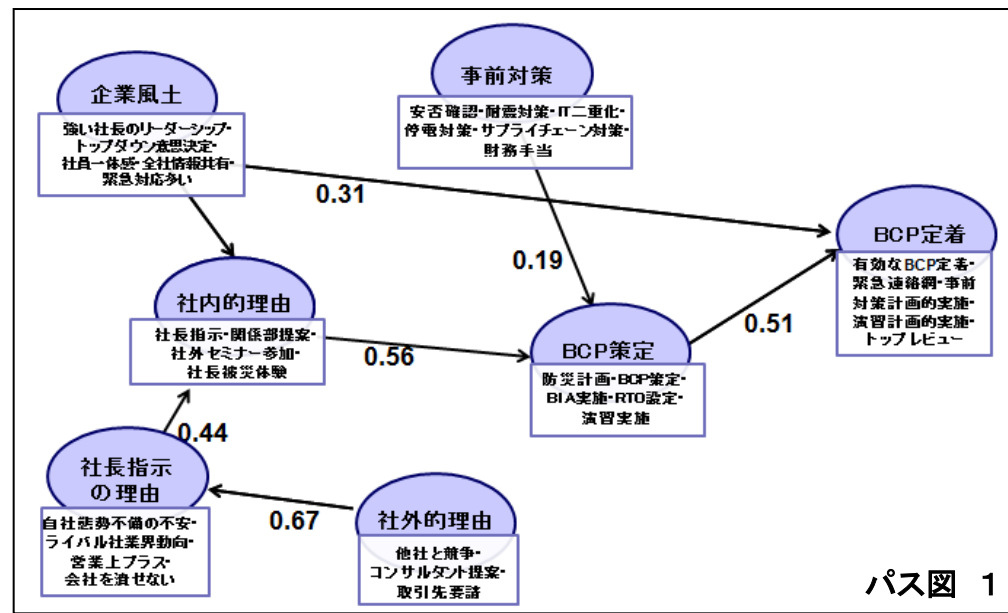 企業風土
強い社長のリーダーシップ・
トップダウン意思決定・
社員一体感・全社情報共有・
緊急対応多い
事前対策
安否確認・耐震対策・IT二重化・
停電対策・サプライチェーン対策・
財務手当
0.31
BCP定着
有効なBCP定着・
緊急連絡網・事前
対策計画的実施・
演習計画的実施・
トップレビュー
0.19
社内的理由
社長指示・関係部提案・
社外セミナー参加・
社長被災体験
0.56
BCP策定
防災計画・BCP策定・
BIA実施・RTO設定・
演習実施
0.51
0.44
社長指示
の理由
自社態勢不備の不安・
ライバル社業界動向・
営業上プラス・
会社を潰せない
0.67
社外的理由
他社と競争・
コンサルタント提案・
取引先要請
パス図 1